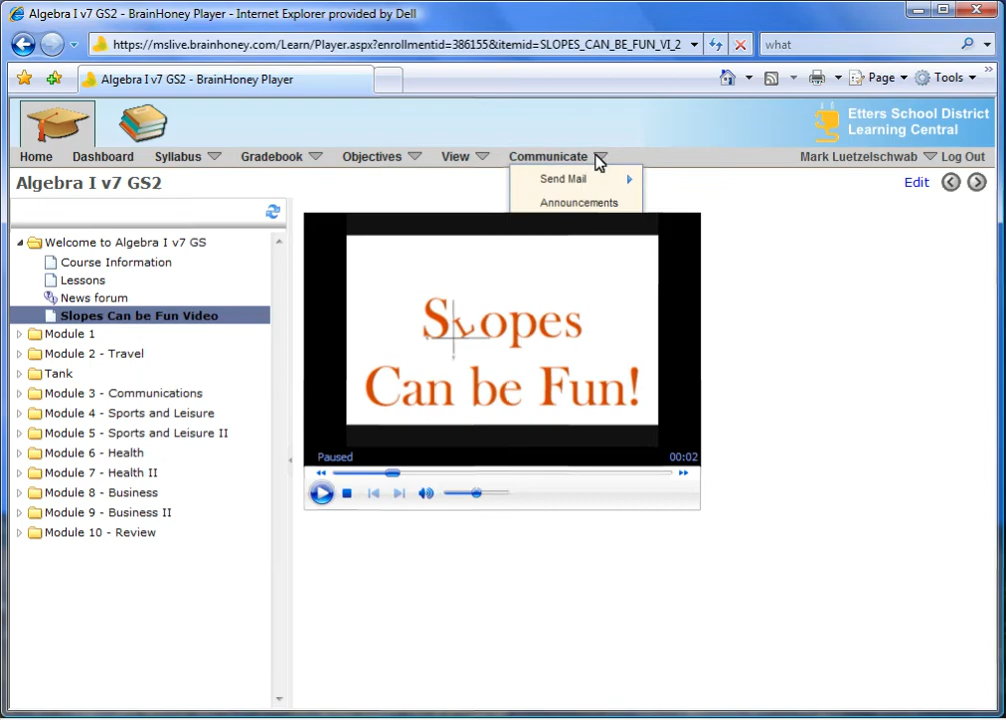 Algebra I v7 GS2 - BrainHoney Player - Internet Explorer provided by Dell
https://mslive.brainhoney.com/Learn/Player.aspx?enrollmentid=386155&itemid=SLOPES_CAN_BE_FUN_VI_2
what
Algebra I v7 GS2 - BrainHoney Player
Page
Tools
Etters School District
Learning Central
Home Dashboard Syllabus Gradebook Objectives View Communicate Mark Luetzelschwab Log Out
Algebra I v7 GS2
Edit
Send Mail
Announcements
Welcome to Algebra I v7 GS
Course Information
Lessons
News forum
Slopes Can be Fun Video
Module 1
Module 2 - Travel
Tank
Module 3 - Communications
Module 4 - Sports and Leisure
Module 5 - Sports and Leisure II
Module 6 - Health
Module 7 - Health II
Module 8 - Business
Module 9 - Business II
Module 10 - Review
Slopes
Can be Fun!
Paused 00:02